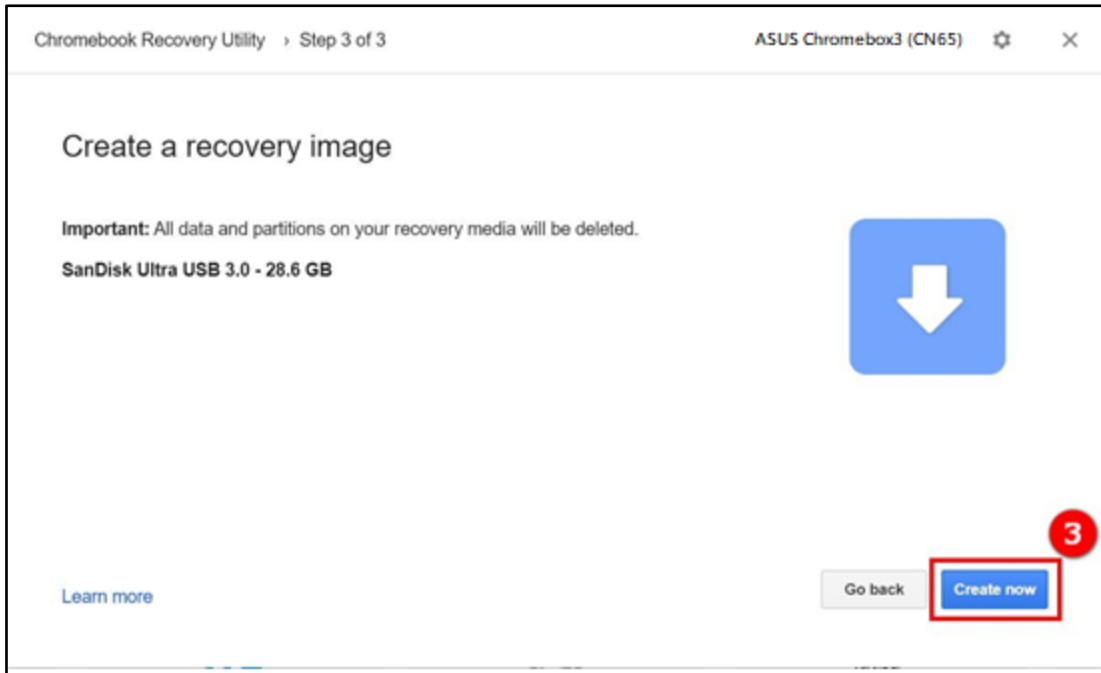 Chromebook Recovery Utility › Step 3 of 3
ASUS Chromebox3 (CN65)
Create a recovery image
Important: All data and partitions on your recovery media will be deleted.
SanDisk Ultra USB 3.0 - 28.6 GB
3
Learn more
Go back
Create now